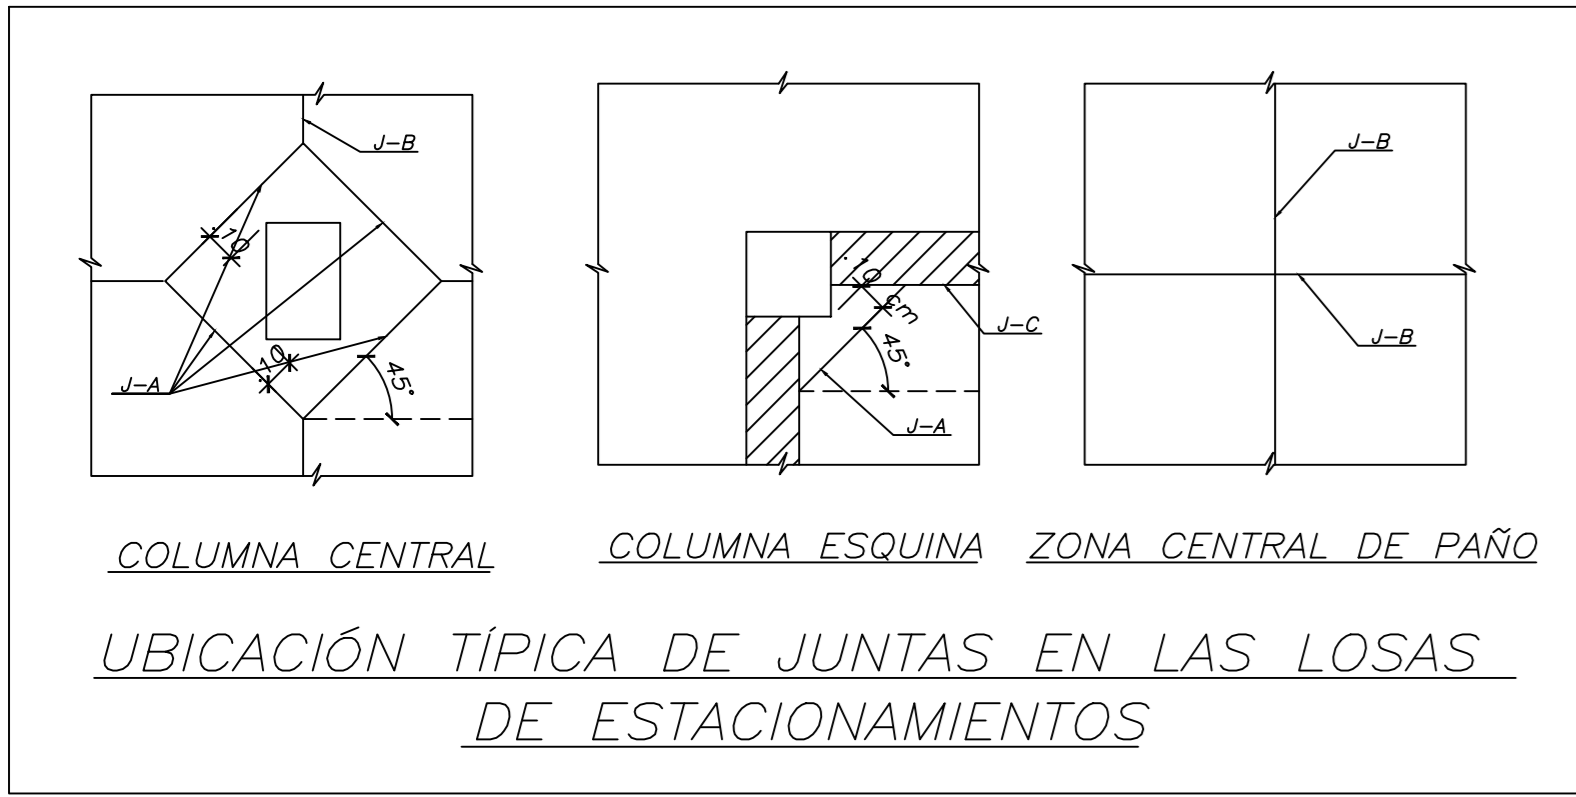 J-B
.10
.10
J-A
45°
COLUMNA CENTRAL
.10 cm
J-C
45°
J-A
COLUMNA ESQUINA
J-B
J-B
ZONA CENTRAL DE PAÑO
UBICACIÓN TÍPICA DE JUNTAS EN LAS LOSAS
DE ESTACIONAMIENTOS